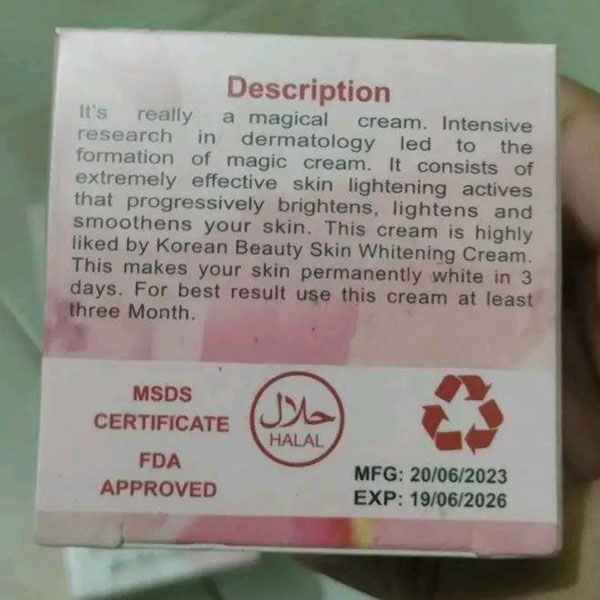 Description
It's really a magical cream. Intensive
research in dermatology led to the
formation of magic cream. It consists of
extremely effective skin lightening actives
that progressively brightens, lightens and
smoothens your skin. This cream is highly
liked by Korean Beauty Skin Whitening Cream.
This makes your skin permanently white in 3
days. For best result use this cream at least
three Month.
MSDS
CERTIFICATE
FDA
APPROVED
حلال
HALAL
MFG: 20/06/2023
EXP: 19/06/2026